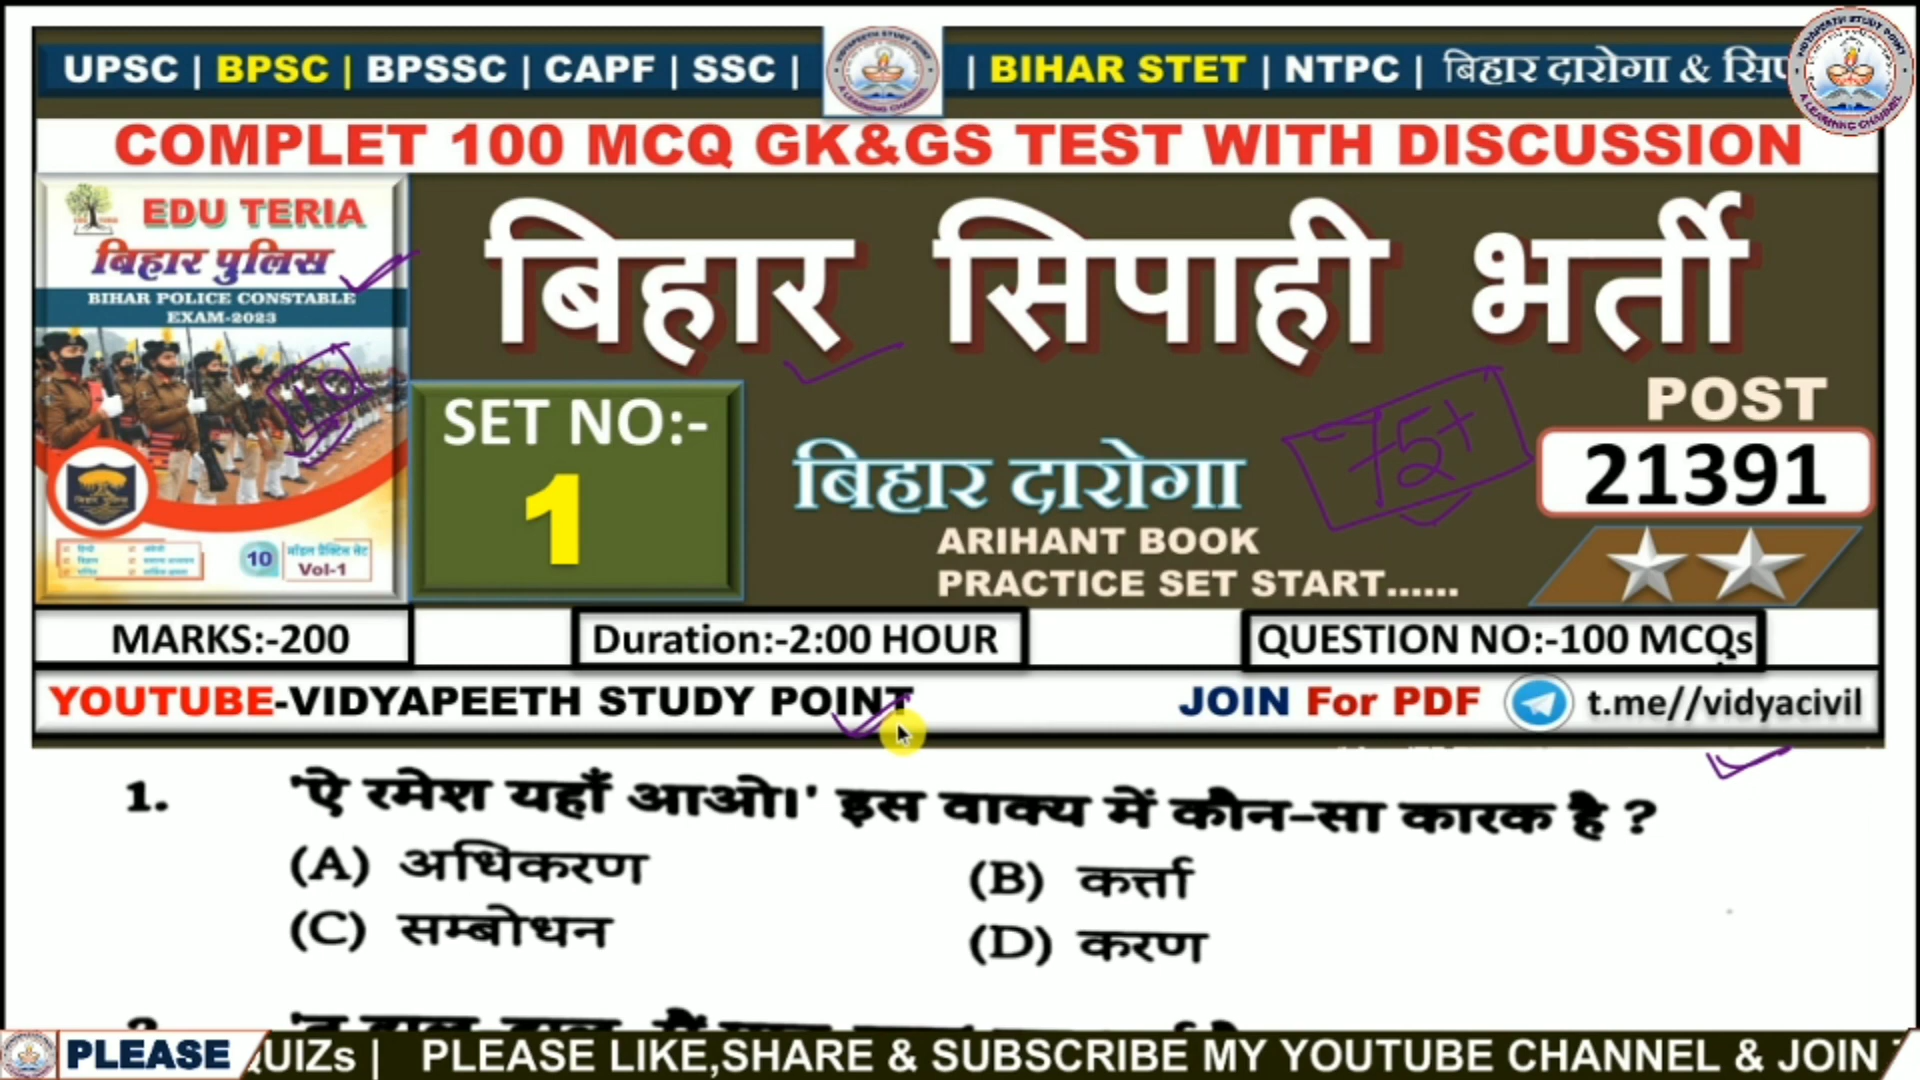 UPSC | BPSC | BPSSC | CAPF | SSC | | BIHAR STET | NTPC | बिहार दारोगा &
COMPLET 100 MCQ GK&GS TEST WITH DISCUSSION
EDU TERIA
बिहार पुलिस
BIHAR POLICE CONSTABLE
EXAM-2023
10 मॉडल प्रैक्टिस सेट
Vol-1
बिहार सिपाही भर्ती
SET NO:-
1
बिहार दारोगा
75+
ARIHANT BOOK
PRACTICE SET START......
POST
21391
MARKS:-200
Duration:-2:00 HOUR
QUESTION NO:-100 MCQs
YOUTUBE-VIDYAPEETH STUDY POINT
JOIN For PDF t.me//vidyacivil
1. 'ऐ रमेश यहाँ आओ।' इस वाक्य में कौन-सा कारक है ?
(A) अधिकरण (B) कर्त्ता
(C) सम्बोधन (D) करण
PLEASE UIZs | PLEASE LIKE,SHARE & SUBSCRIBE MY YOUTUBE CHANNEL & JOIN